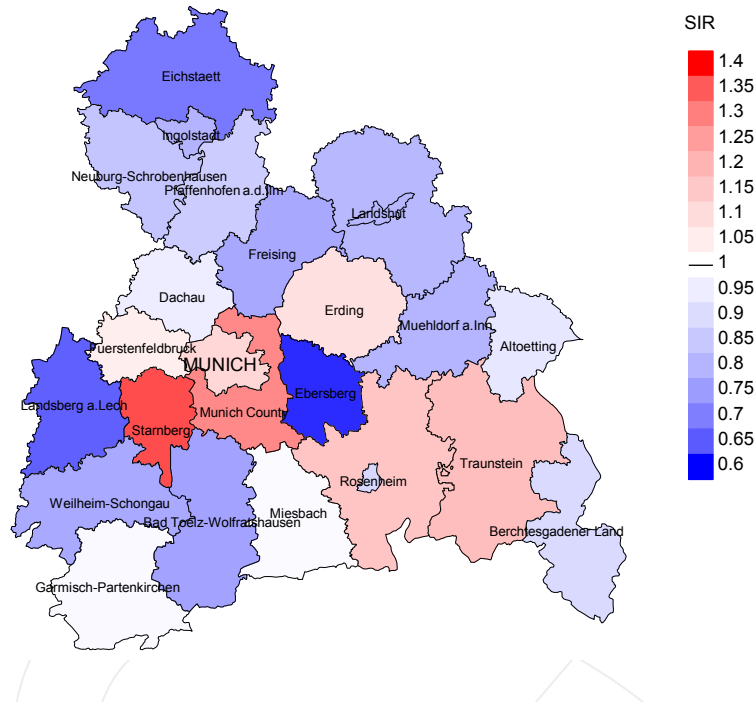 SIR
1.4
1.35
1.3
1.25
1.2
1.15
1.1
1.05
1
0.95
0.9
0.85
0.8
0.75
0.7
0.65
0.6
Eichstaett
Ingolstadt
Neuburg-Schrobenhausen
Pfaffenhofen a.d.Ilm
Landshut
Freising
Dachau
Erding
Muehldorf a.Inn
Altoetting
Fuerstenfeldbruck
MUNICH
Ebersberg
Landsberg a.Lech
Munich County
Starnberg
Traunstein
Rosenheim
Weilheim-Schongau
Miesbach
Bad Toelz-Wolfratshausen
Berchtesgadener Land
Garmisch-Partenkirchen